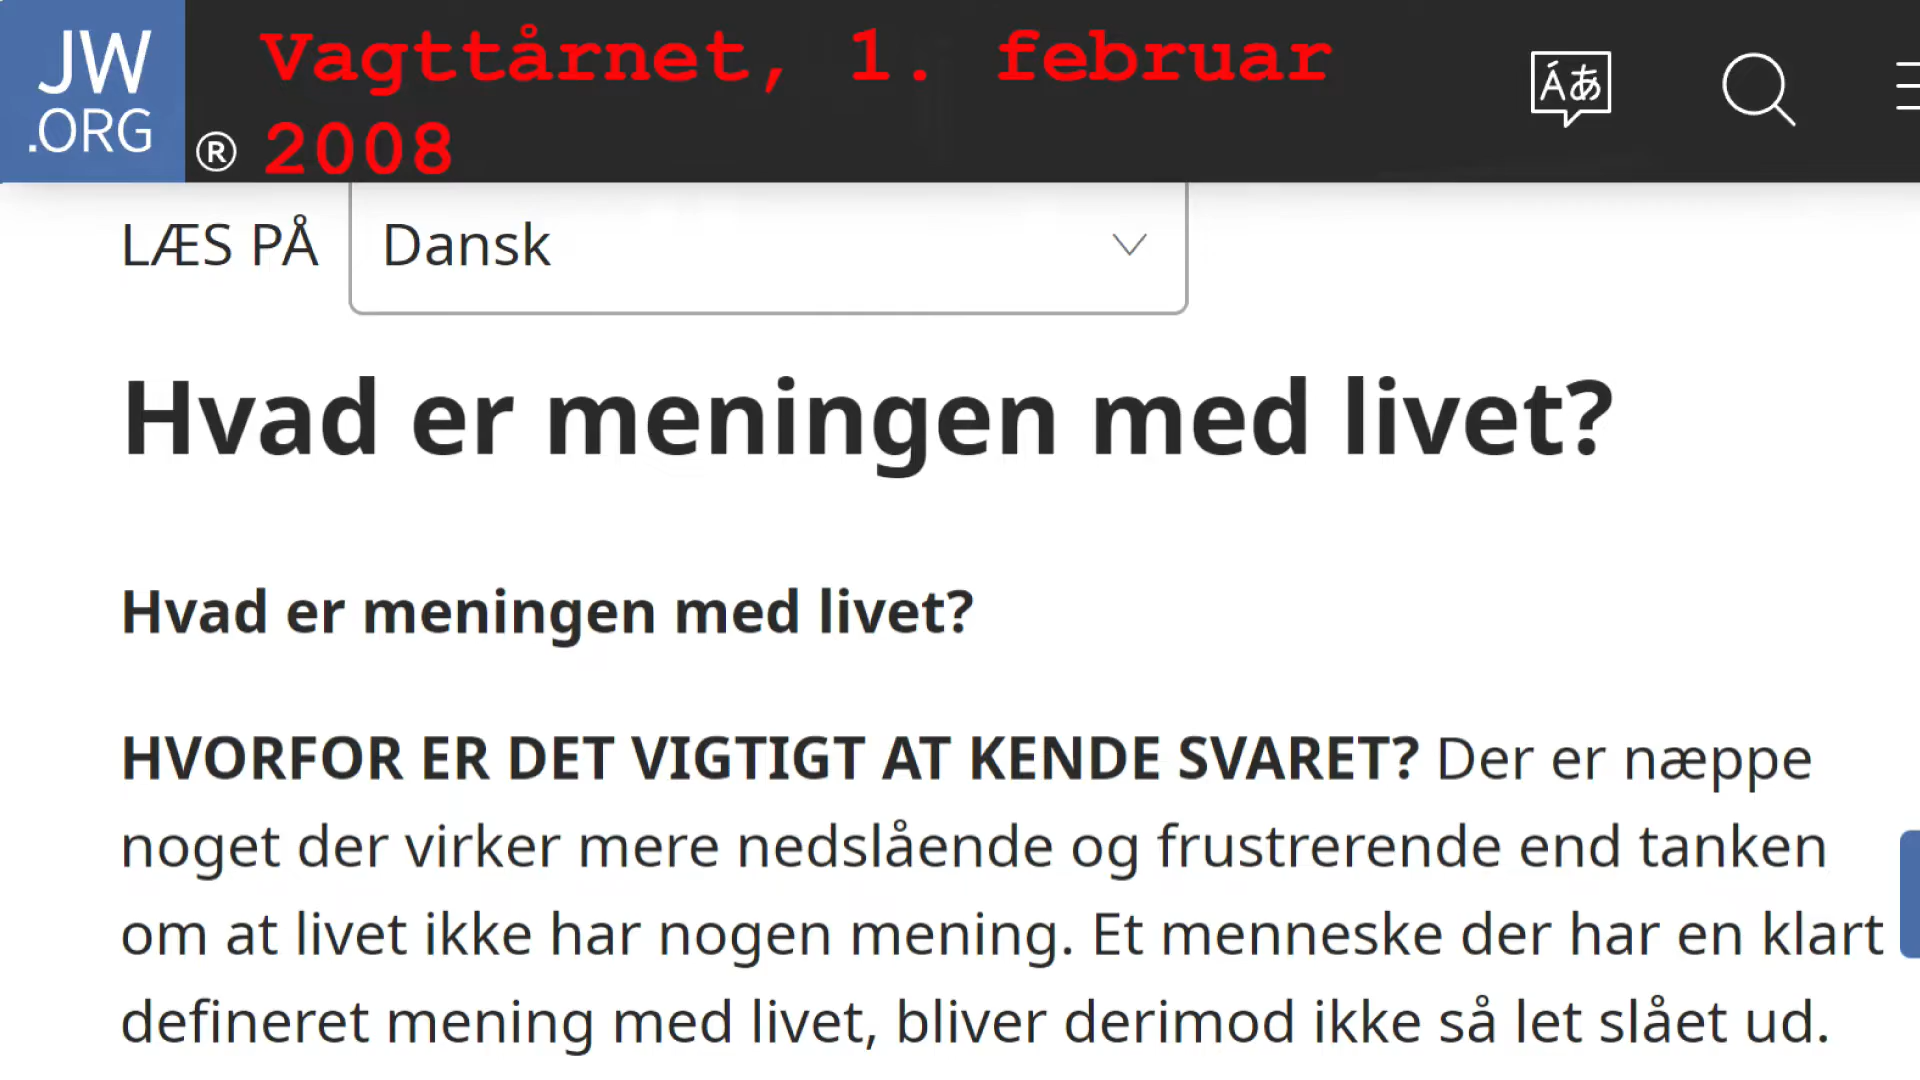 JW
.ORG
®
Vagttårnet, 1. februar
2008
Áあ
LÆS PÅ
Dansk
Hvad er meningen med livet?
Hvad er meningen med livet?
HVORFOR ER DET VIGTIGT AT KENDE SVARET? Der er næppe
noget der virker mere nedslående og frustrerende end tanken
om at livet ikke har nogen mening. Et menneske der har en klart
defineret mening med livet, bliver derimod ikke så let slået ud.